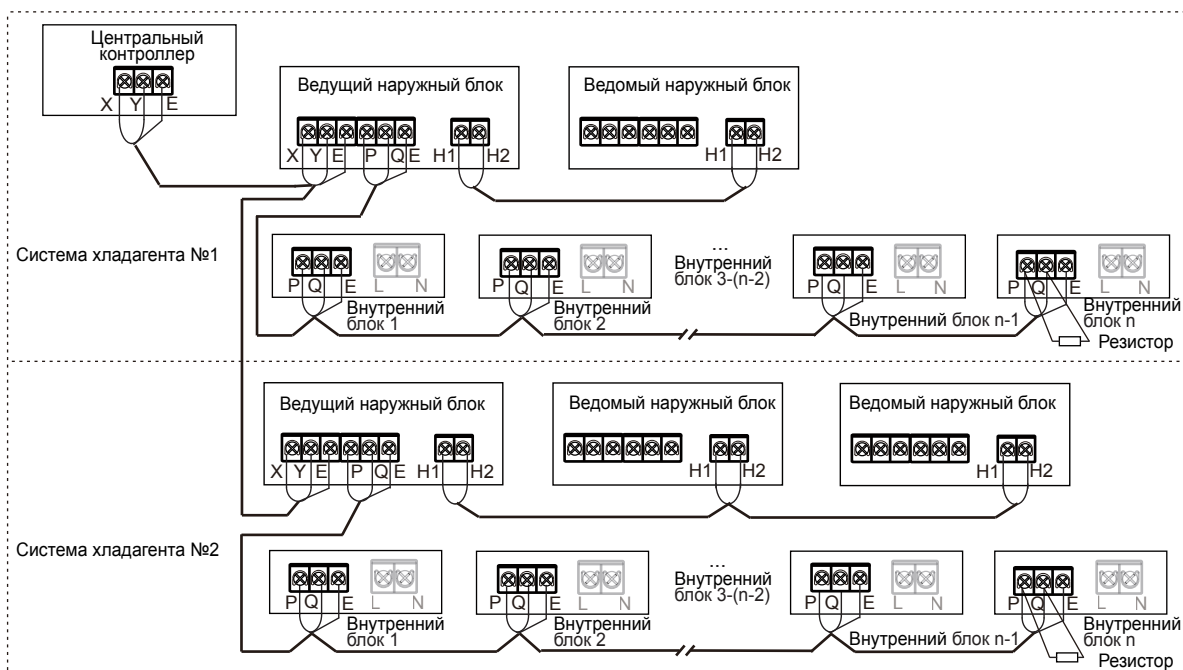 Центральный
контроллер
X Y E
Ведущий наружный блок
X Y E P Q E H1 H2
Ведомый наружный блок
H1 H2
Система хладагента №1
P Q E L N
Внутренний
блок 1
P Q E L N
Внутренний
блок 2
...
Внутренний
блок 3-(n-2)
P Q E L N
Внутренний блок n-1
P Q E L N
Внутренний
блок n
Резистор
Ведущий наружный блок
X Y E P Q E H1 H2
Ведомый наружный блок
H1 H2
Ведомый наружный блок
H1 H2
Система хладагента №2
P Q E L N
Внутренний
блок 1
P Q E L N
Внутренний
блок 2
...
Внутренний
блок 3-(n-2)
P Q E L N
Внутренний блок n-1
P Q E L N
Внутренний
блок n
Резистор